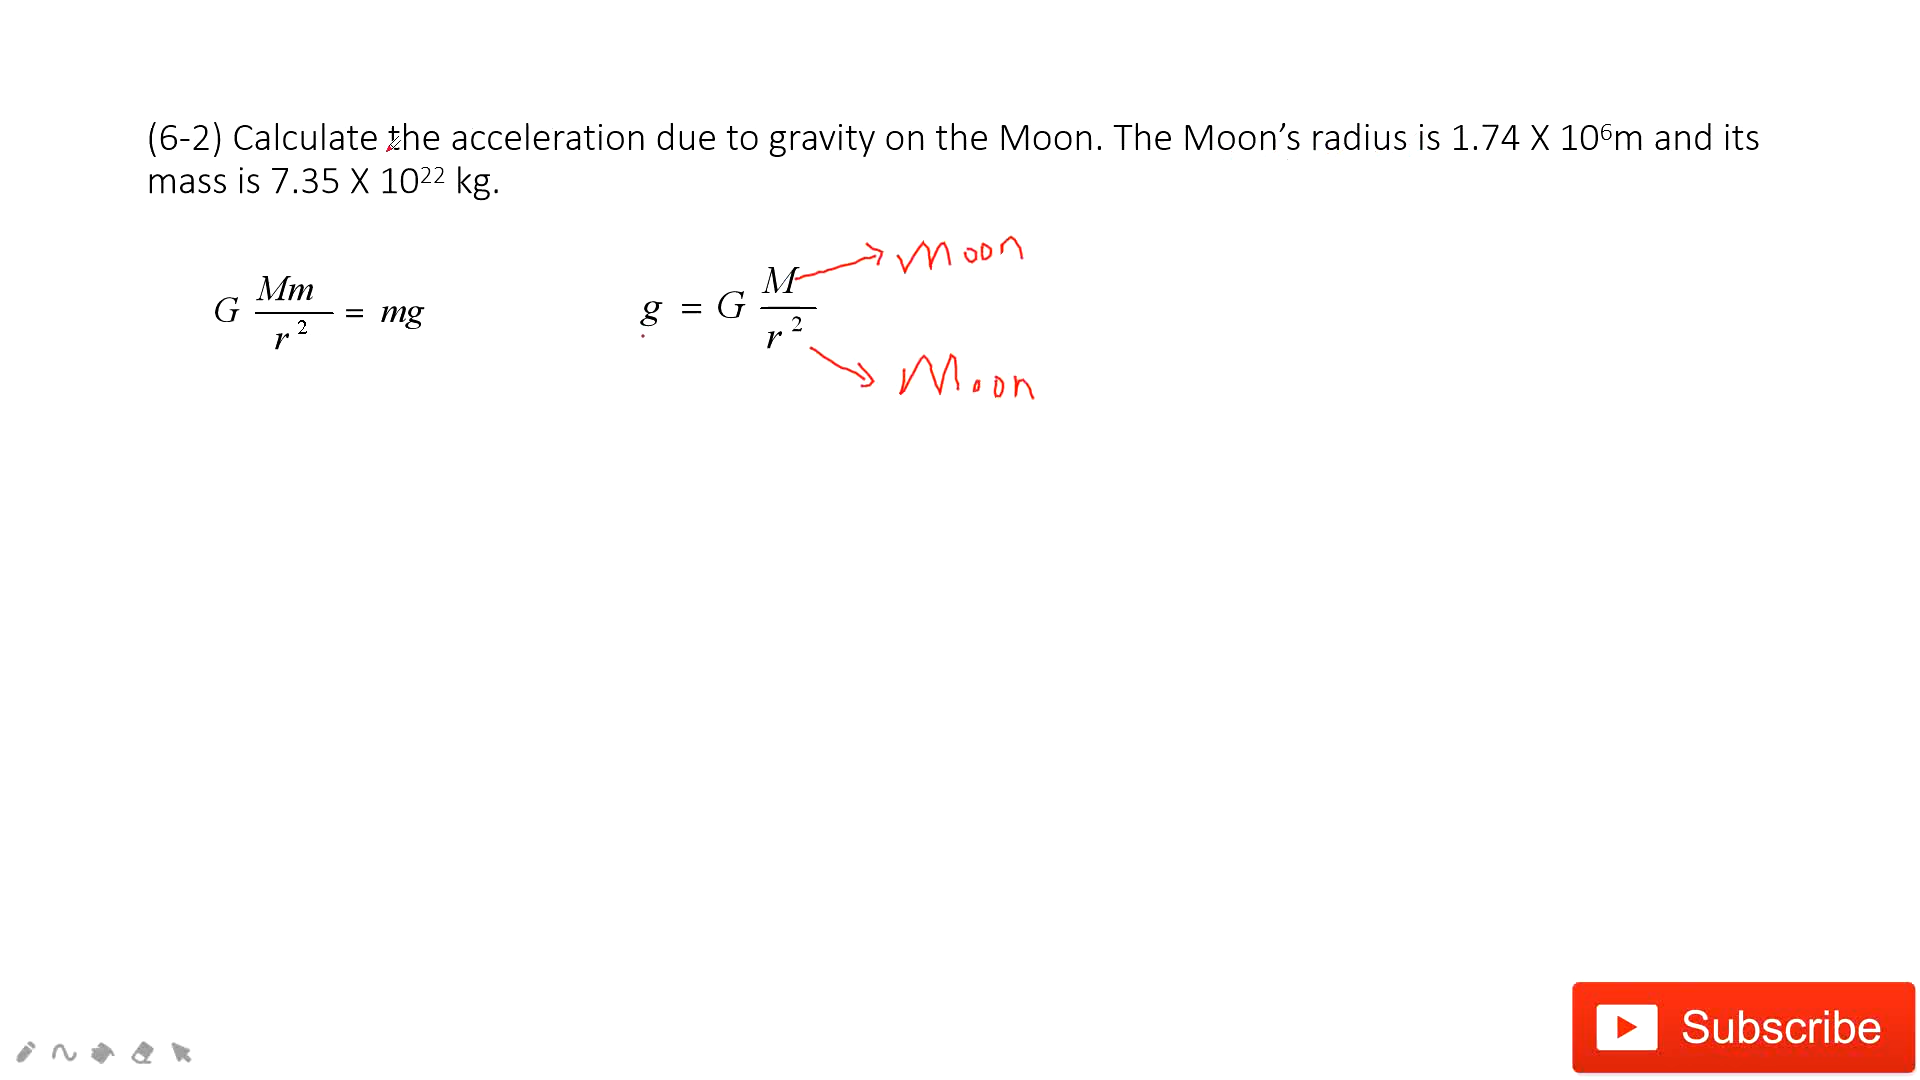 (6-2) Calculate the acceleration due to gravity on the Moon. The Moon’s radius is 1.74 X 10⁶m and its
mass is 7.35 X 10²² kg.
G Mm / r² = mg
g = G M / r²
Moon
Moon
Subscribe